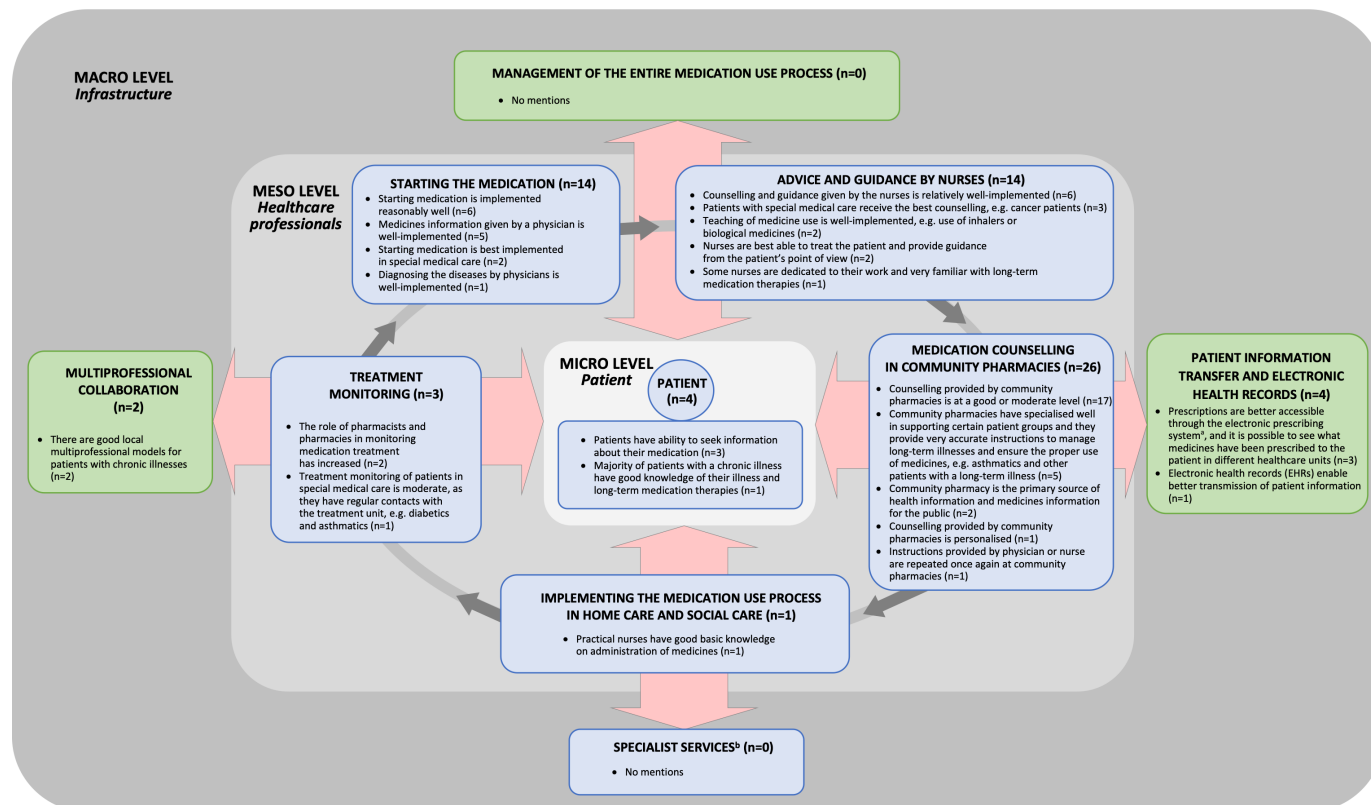 MACRO LEVEL
Infrastructure
MANAGEMENT OF THE ENTIRE MEDICATION USE PROCESS (n=0)
• No mentions
MESO LEVEL
Healthcare
professionals
STARTING THE MEDICATION (n=14)
• Starting medication is implemented
reasonably well (n=6)
• Medicines information given by a physician is
well-implemented (n=5)
• Starting medication is best implemented
in special medical care (n=2)
• Diagnosing the diseases by physicians is
well-implemented (n=1)
ADVICE AND GUIDANCE BY NURSES (n=14)
• Counselling and guidance given by the nurses is relatively well-implemented (n=6)
• Patients with special medical care receive the best counselling, e.g. cancer patients (n=3)
• Teaching of medicine use is well-implemented, e.g. use of inhalers or
biological medicines (n=2)
• Nurses are best able to treat the patient and provide guidance
from the patient's point of view (n=2)
• Some nurses are dedicated to their work and very familiar with long-term
medication therapies (n=1)
MULTIPROFESSIONAL
COLLABORATION
(n=2)
• There are good local
multiprofessional models for
patients with chronic illnesses
(n=2)
TREATMENT
MONITORING (n=3)
• The role of pharmacists and
pharmacies in monitoring
medication treatment
has increased (n=2)
• Treatment monitoring of patients in
special medical care is moderate, as
they have regular contacts with
the treatment unit, e.g. diabetics
and asthmatics (n=1)
MICRO LEVEL
Patient
PATIENT
(n=4)
• Patients have ability to seek information
about their medication (n=3)
• Majority of patients with a chronic illness
have good knowledge of their illness and
long-term medication therapies (n=1)
MEDICATION COUNSELLING
IN COMMUNITY PHARMACIES (n=26)
• Counselling provided by community
pharmacies is at a good or moderate level (n=17)
• Community pharmacies have specialised well
in supporting certain patient groups and they
provide very accurate instructions to manage
long-term illnesses and ensure the proper use
of medicines, e.g. asthmatics and other
patients with a long-term illness (n=5)
• Community pharmacy is the primary source of
health information and medicines information
for the public (n=2)
• Counselling provided by community
pharmacies is personalised (n=1)
• Instructions provided by physician or nurse
are repeated once again at community
pharmacies (n=1)
PATIENT INFORMATION
TRANSFER AND ELECTRONIC
HEALTH RECORDS (n=4)
• Prescriptions are better accessible
through the electronic prescribing
systemᵃ, and it is possible to see what
medicines have been prescribed to the
patient in different healthcare units (n=3)
• Electronic health records (EHRs) enable
better transmission of patient information
(n=1)
IMPLEMENTING THE MEDICATION USE PROCESS
IN HOME CARE AND SOCIAL CARE (n=1)
• Practical nurses have good basic knowledge
on administration of medicines (n=1)
SPECIALIST SERVICESᵇ (n=0)
• No mentions